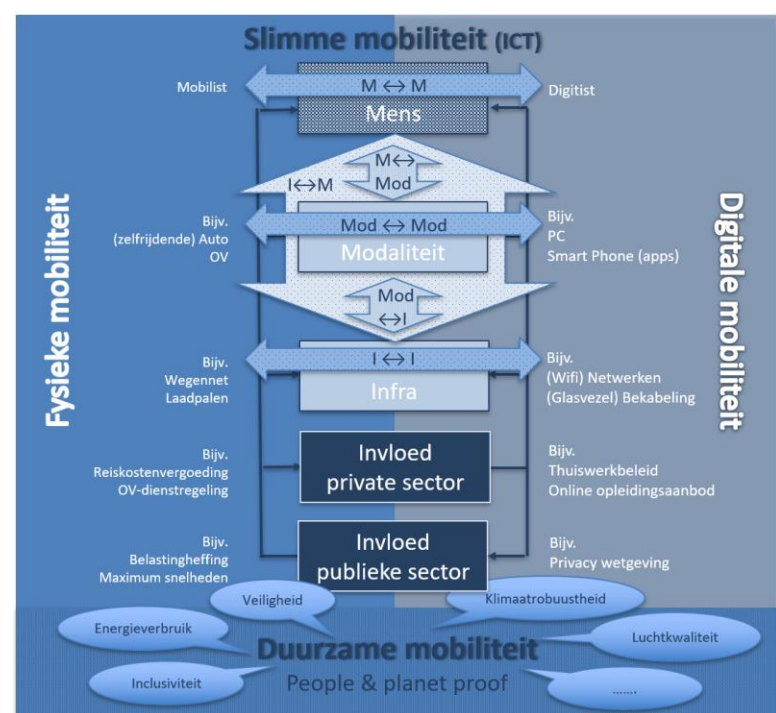 Slimme mobiliteit (ICT)
Mobilist
M ↔ M
Digitist
Mens
M↔
Mod
I↔M
Bijv.
(zelfrijdende) Auto
OV
Mod ↔ Mod
Modaliteit
Bijv.
PC
Smart Phone (apps)
Mod
↔I
Bijv.
Wegennet
Laadpalen
I ↔ I
Infra
Bijv.
(Wifi) Netwerken
(Glasvezel) Bekabeling
Fysieke mobiliteit
Digitale mobiliteit
Bijv.
Reiskostenvergoeding
OV-dienstregeling
Invloed
private sector
Bijv.
Thuiswerkbeleid
Online opleidingsaanbod
Bijv.
Belastingheffing
Maximum snelheden
Invloed
publieke sector
Bijv.
Privacy wetgeving
Veiligheid
Klimaatrobuustheid
Energieverbruik
Luchtkwaliteit
Duurzame mobiliteit
Inclusiviteit
People & planet proof
…….